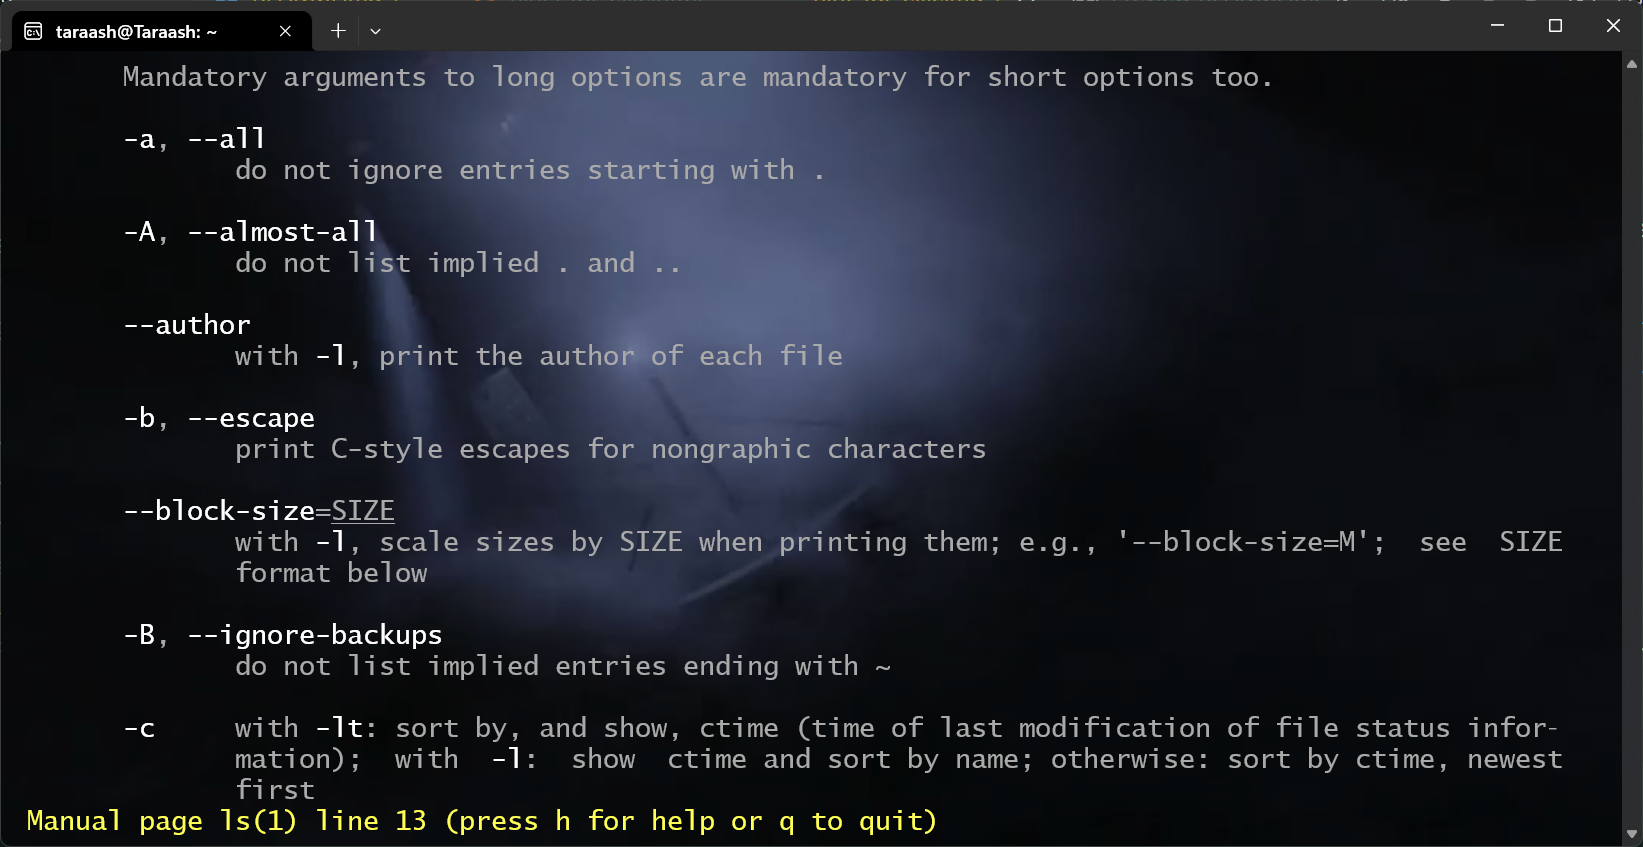 taraash@Taraash: ~
Mandatory arguments to long options are mandatory for short options too.
-a, --all
do not ignore entries starting with .
-A, --almost-all
do not list implied . and ..
--author
with -l, print the author of each file
-b, --escape
print C-style escapes for nongraphic characters
--block-size=SIZE
with -l, scale sizes by SIZE when printing them; e.g., '--block-size=M';  see  SIZE
format below
-B, --ignore-backups
do not list implied entries ending with ~
-c     with -lt: sort by, and show, ctime (time of last modification of file status infor-
mation);  with  -l:  show  ctime and sort by name; otherwise: sort by ctime, newest
first
Manual page ls(1) line 13 (press h for help or q to quit)